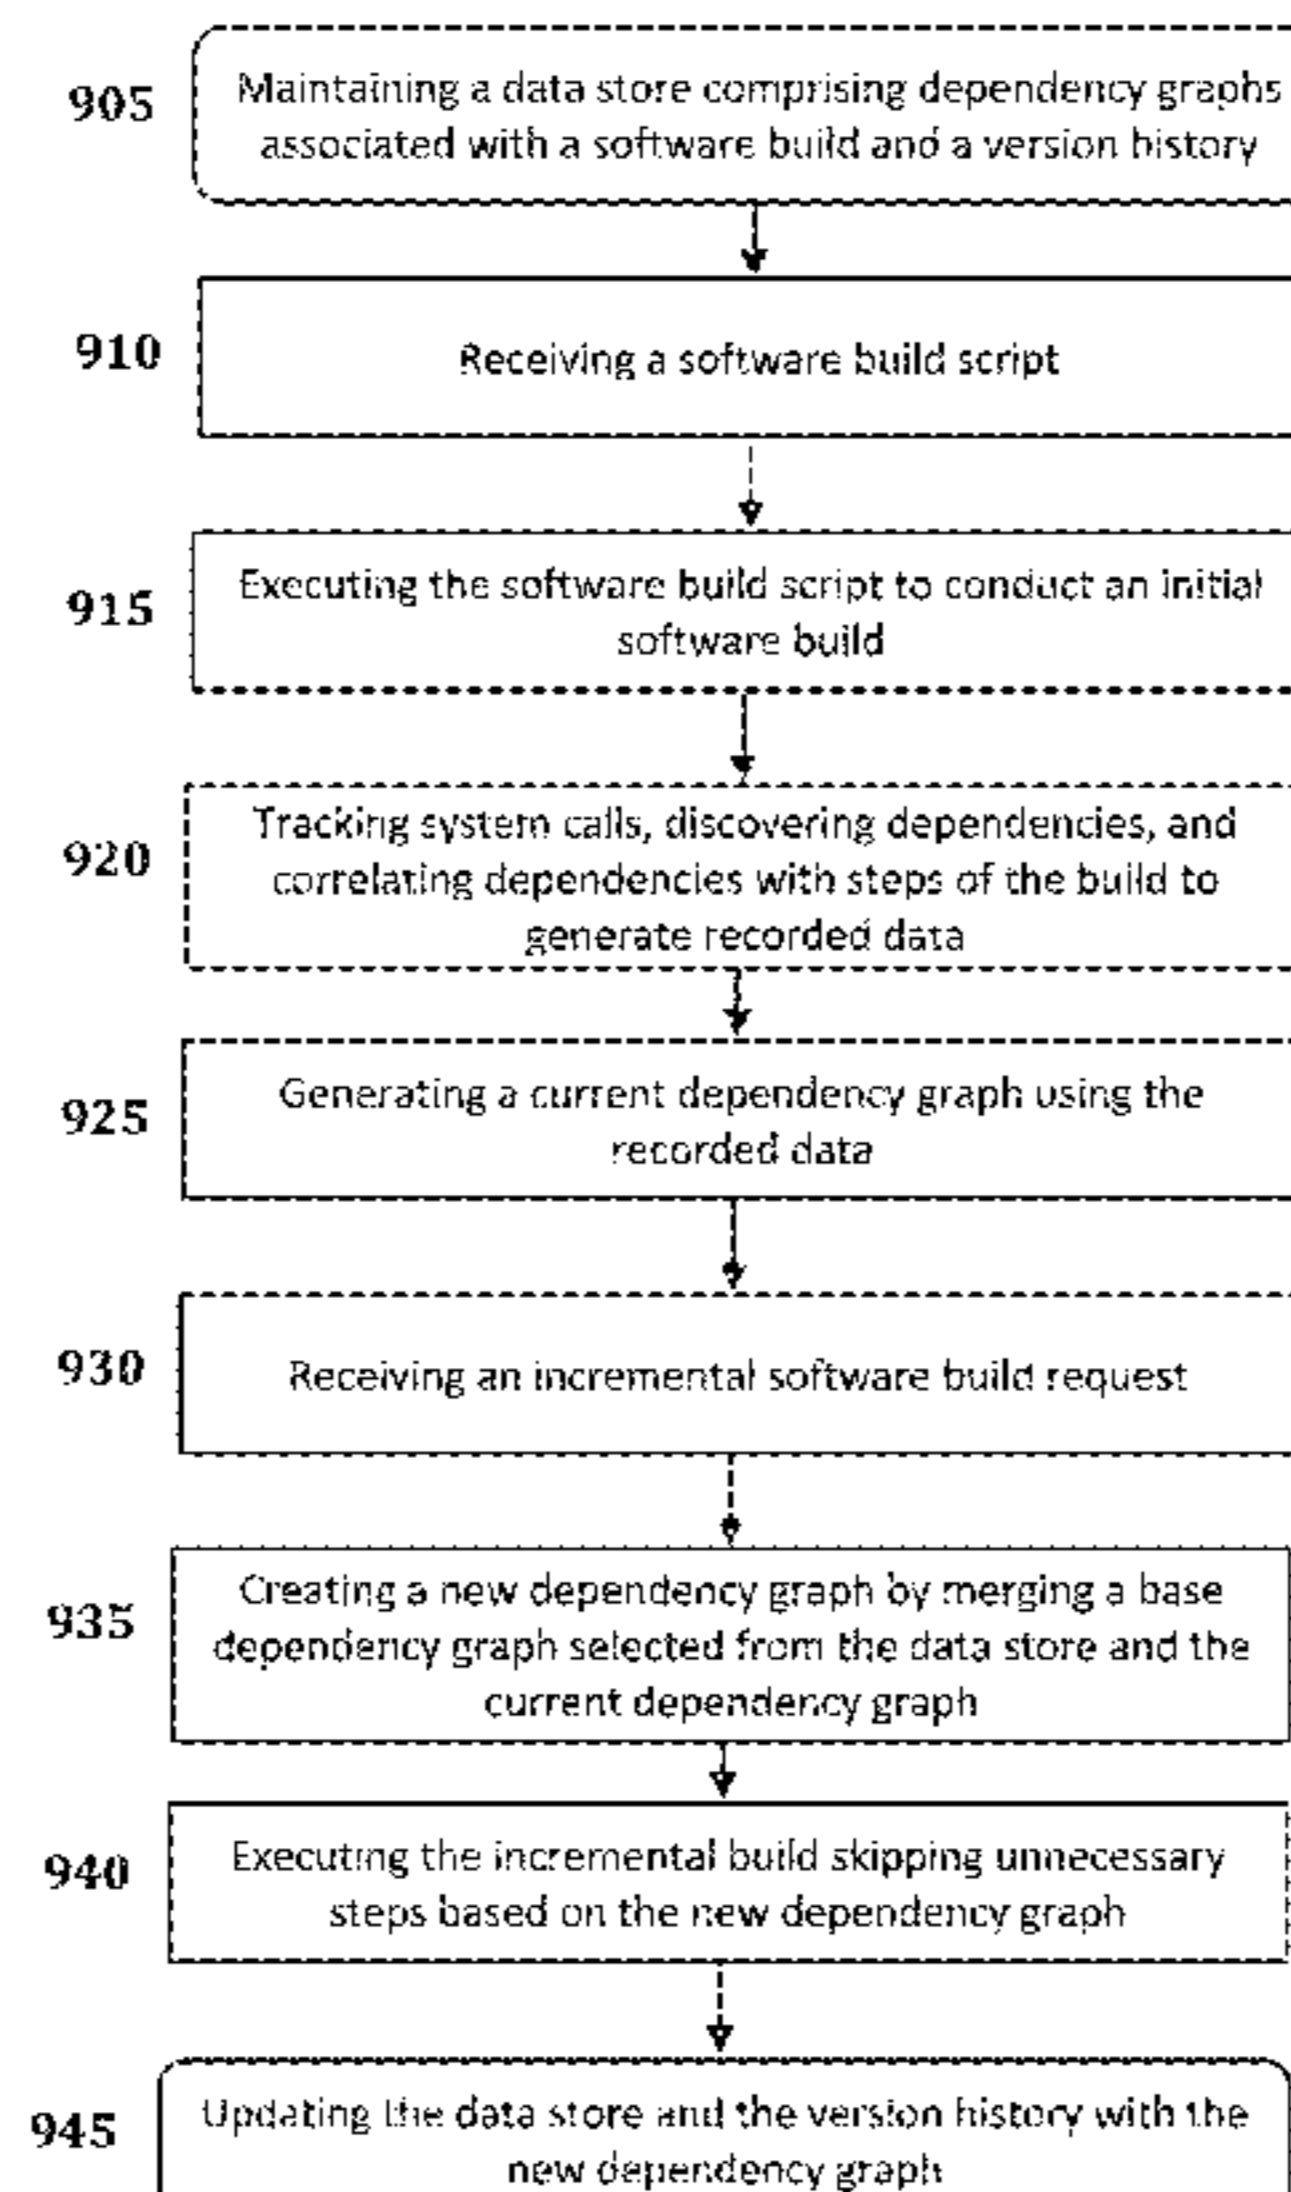 905
Maintaining a data store comprising dependency graphs
associated with a software build and a version history
910
Receiving a software build script
915
Executing the software build script to conduct an initial
software build
920
Tracking system calls, discovering dependencies, and
correlating dependencies with steps of the build to
generate recorded data
925
Generating a current dependency graph using the
recorded data
930
Receiving an incremental software build request
935
Creating a new dependency graph by merging a base
dependency graph selected from the data store and the
current dependency graph
940
Executing the incremental build skipping unnecessary
steps based on the new dependency graph
945
Updating the data store and the version history with the
new dependency graph